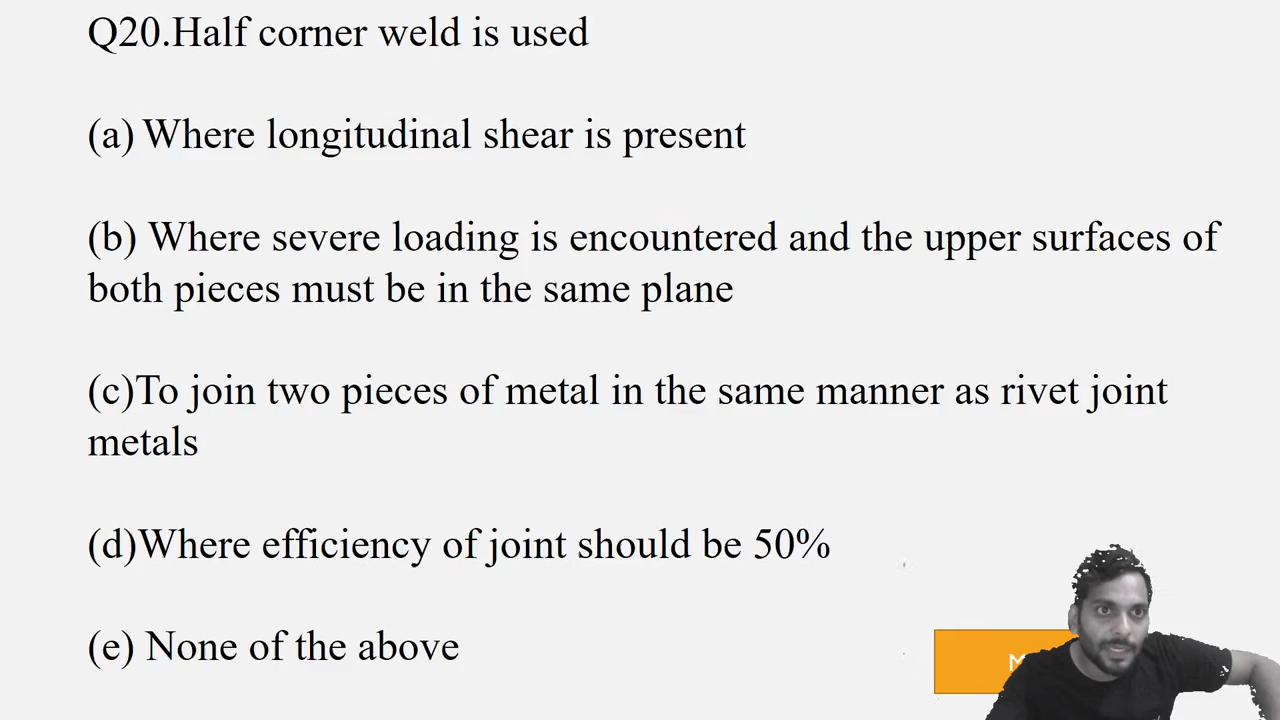 Q20.Half corner weld is used
(a) Where longitudinal shear is present
(b) Where severe loading is encountered and the upper surfaces of
both pieces must be in the same plane
(c)To join two pieces of metal in the same manner as rivet joint
metals
(d)Where efficiency of joint should be 50%
(e) None of the above